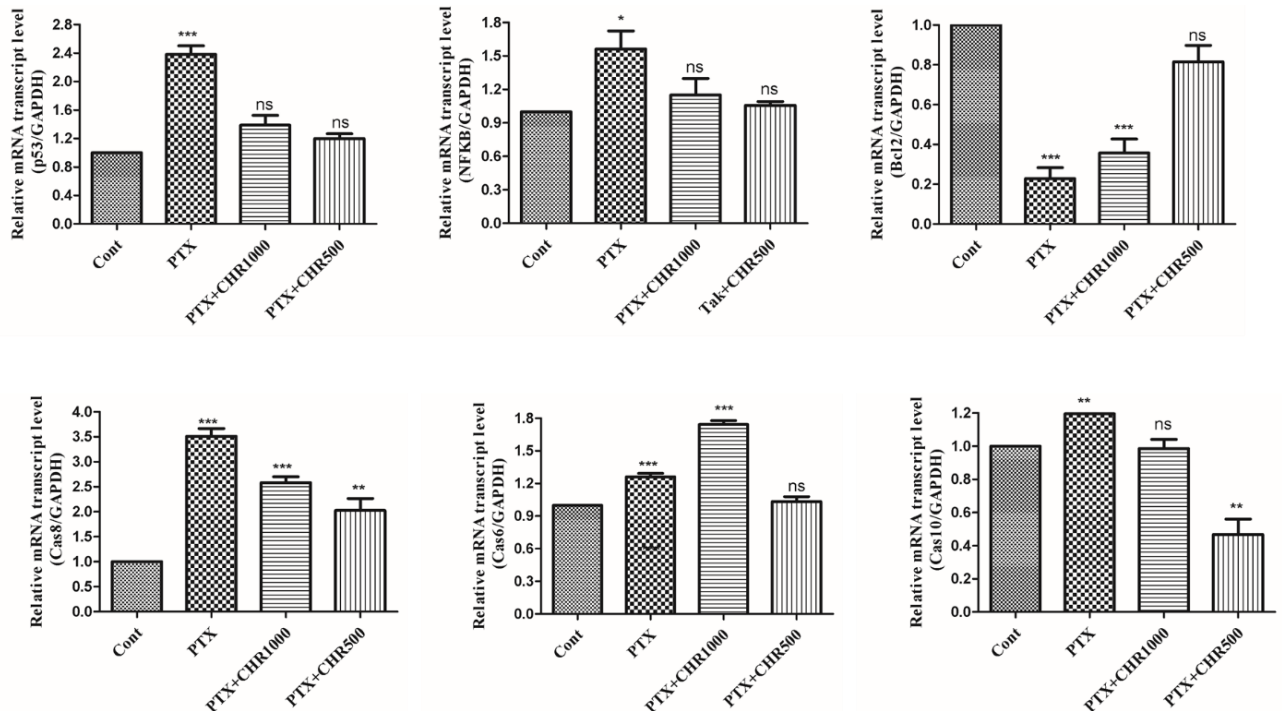 Relative mRNA transcript level
(p53/GAPDH)
2.8
2.4
2.0
1.6
1.2
0.8
0.4
0.0
***
ns
ns
Cont
PTX
PTX+CHR1000
PTX+CHR500
Relative mRNA transcript level
(NFKB/GAPDH)
1.8
1.5
1.2
0.9
0.6
0.3
0.0
*
ns
ns
Cont
PTX
PTX+CHR1000
Tak+CHR500
Relative mRNA transcript level
(Bcl2/GAPDH)
1.0
0.8
0.6
0.4
0.2
0.0
***
***
ns
Cont
PTX
PTX+CHR1000
PTX+CHR500
Relative mRNA transcript level
(Cas8/GAPDH)
4.0
3.5
3.0
2.5
2.0
1.5
1.0
0.5
0.0
***
***
**
Cont
PTX
PTX+CHR1000
PTX+CHR500
Relative mRNA transcript level
(Cas6/GAPDH)
1.8
1.5
1.2
0.9
0.6
0.3
0.0
***
***
ns
Cont
PTX
PTX+CHR1000
PTX+CHR500
Relative mRNA transcript level
(Cas10/GAPDH)
1.2
1.0
0.8
0.6
0.4
0.2
0.0
**
ns
**
Cont
PTX
PTX+CHR1000
PTX+CHR500